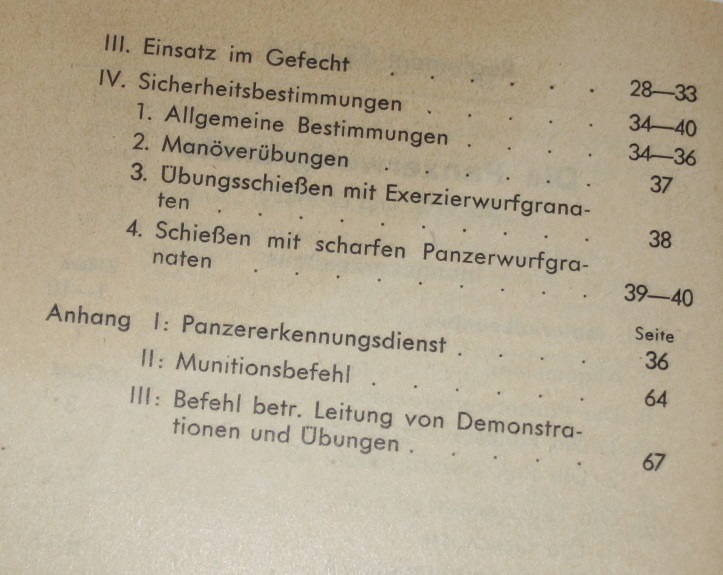 III. Einsatz im Gefecht . . . . . . 28—33
IV. Sicherheitsbestimmungen . . . . 34—40
1. Allgemeine Bestimmungen . . . . 34—36
2. Manöverübungen . . . . . . 37
3. Übungsschießen mit Exerzierwurfgrana-
ten . . . . . . . . . . 38
4. Schießen mit scharfen Panzerwurfgra-
naten . . . . . . . . . 39—40
Seite
Anhang I: Panzererkennungsdienst . . . . 36
II: Munitionsbefehl . . . . . . 64
III: Befehl betr. Leitung von Demonstra-
tionen und Übungen . . . . . 67